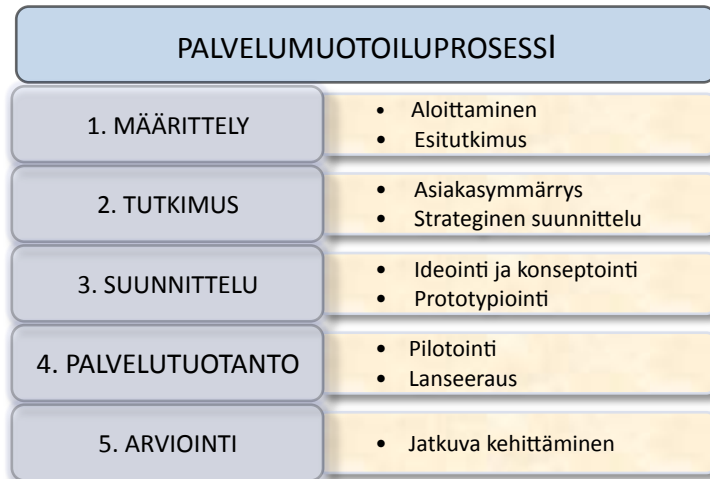 PALVELUMUOTOILUPROSESSI
1. MÄÄRITTELY
• Aloittaminen
• Esitutkimus
2. TUTKIMUS
• Asiakasymmärrys
• Strateginen suunnittelu
3. SUUNNITTELU
• Ideointi ja konseptointi
• Prototypiointi
4. PALVELUTUOTANTO
• Pilotointi
• Lanseeraus
5. ARVIOINTI
• Jatkuva kehittäminen